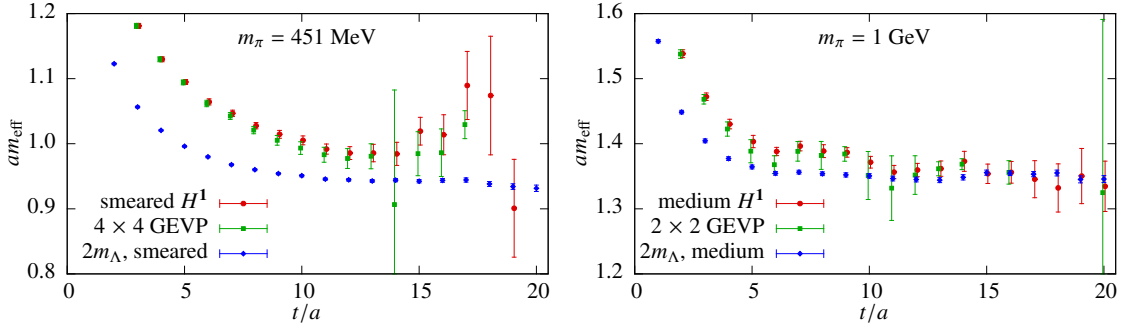 1.2
1.1
1.0
0.9
0.8
am_eff
m_π = 451 MeV
smeared H^1
4 × 4 GEVP
2m_Λ, smeared
0 5 10 15 20
t/a
1.6
1.5
1.4
1.3
1.2
am_eff
m_π = 1 GeV
medium H^1
2 × 2 GEVP
2m_Λ, medium
0 5 10 15 20
t/a